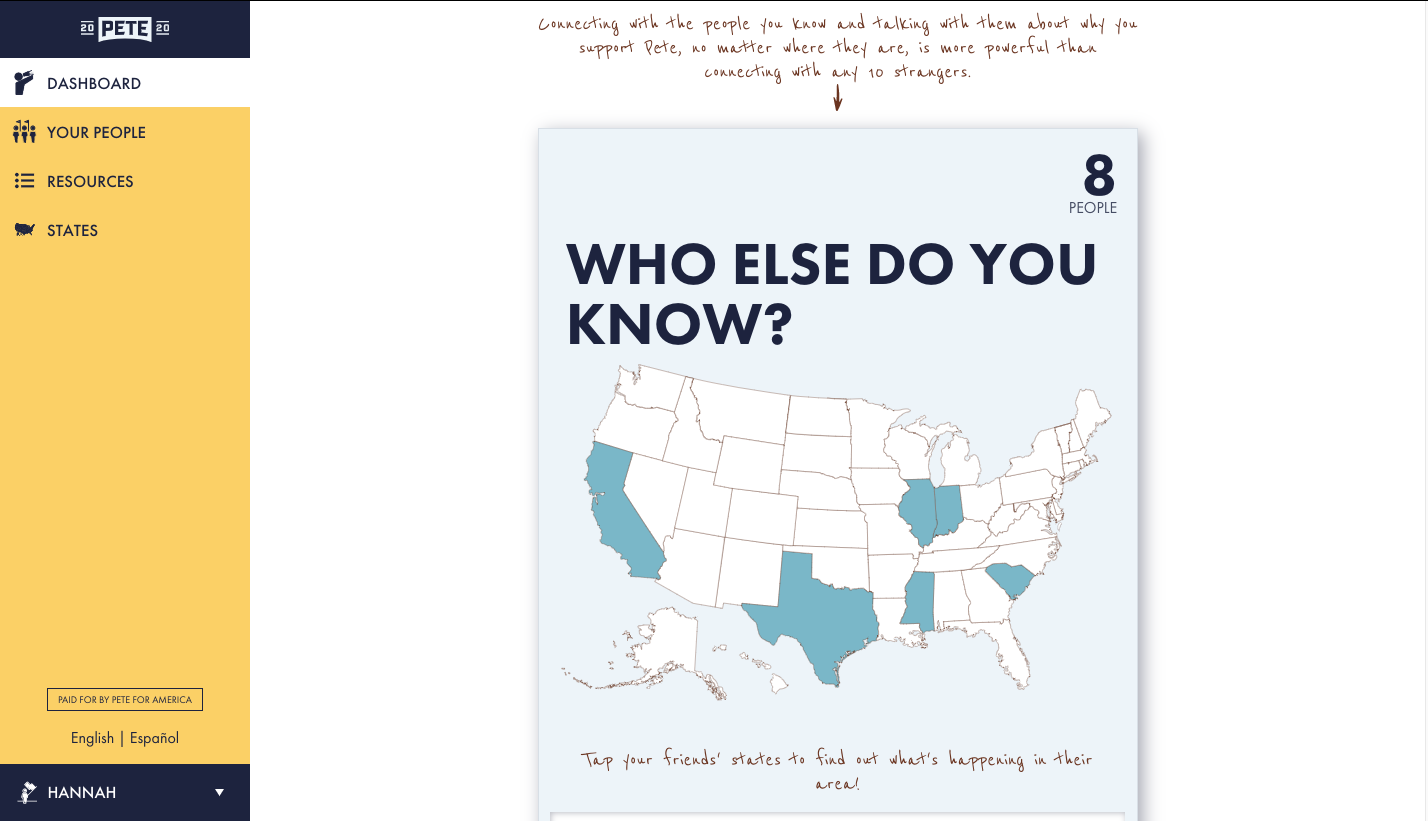 20 PETE 20
DASHBOARD
YOUR PEOPLE
RESOURCES
STATES
PAID FOR BY PETE FOR AMERICA
English | Español
HANNAH
Connecting with the people you know and talking with them about why you
support Pete, no matter where they are, is more powerful than
connecting with any 10 strangers.
8
PEOPLE
WHO ELSE DO YOU
KNOW?
Tap your friends' states to find out what's happening in their
area!